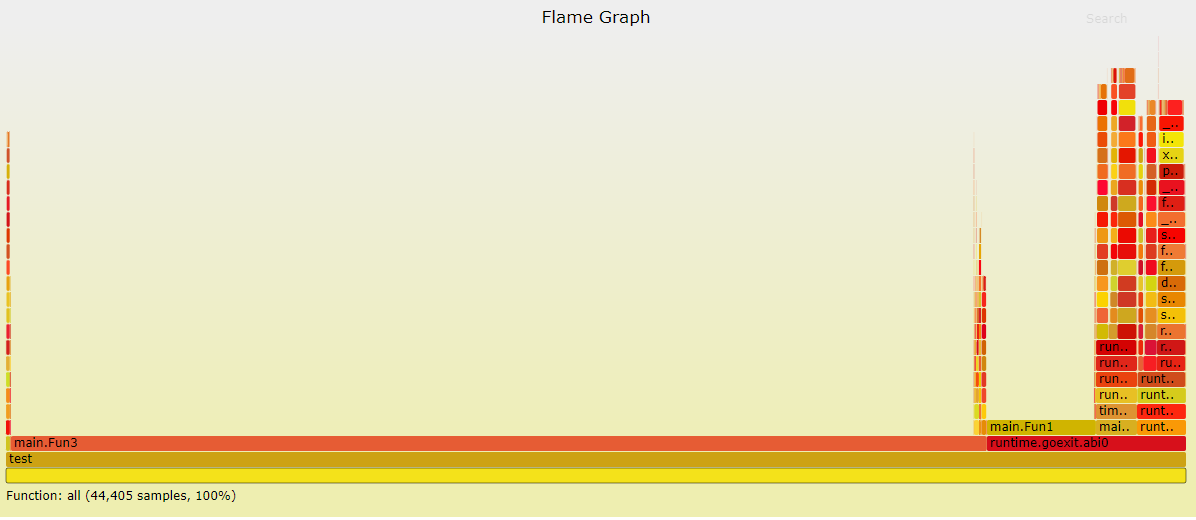 Flame Graph
Search
_..
i..
x..
p..
_..
f..
_..
s..
f..
f..
d..
s..
s..
r..
run.. r..
run.. ru..
run.. runt..
run.. runt..
tim.. runt..
main.Fun1 mai.. runt..
main.Fun3 runtime.goexit.abi0
test
Function: all (44,405 samples, 100%)